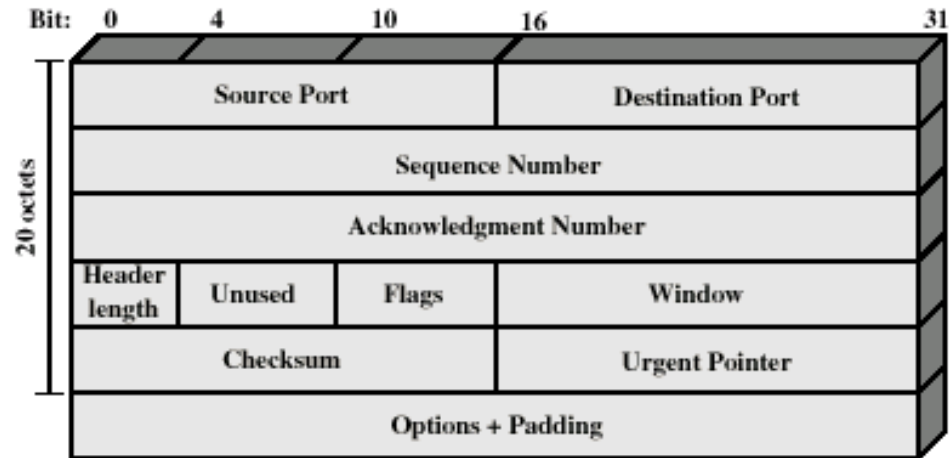 Bit: 0 4 10 16 31
Source Port Destination Port
Sequence Number
Acknowledgment Number
Header
length Unused Flags Window
Checksum Urgent Pointer
Options + Padding
20 octets